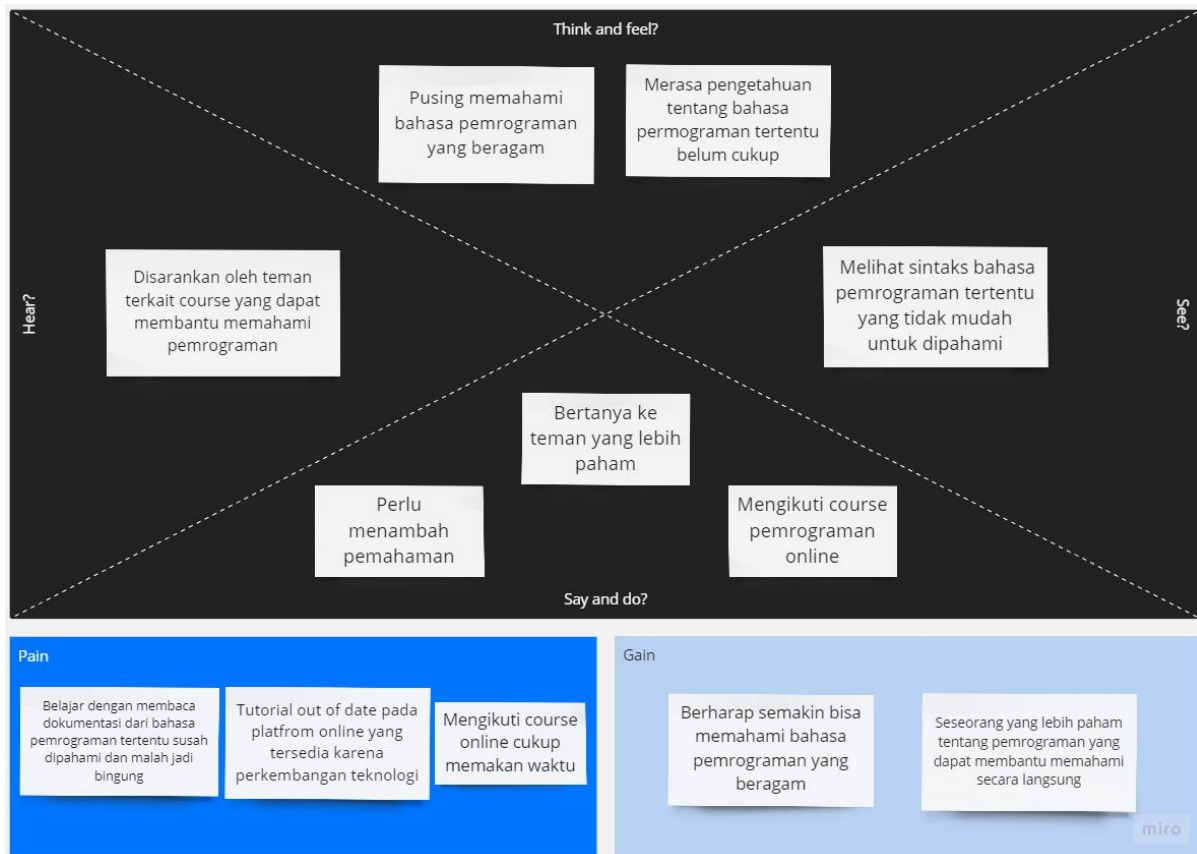 Think and feel?
Pusing memahami
bahasa pemrograman
yang beragam
Merasa pengetahuan
tentang bahasa
permograman tertentu
belum cukup
Hear?
Disarankan oleh teman
terkait course yang dapat
membantu memahami
pemrograman
Melihat sintaks bahasa
pemrograman tertentu
yang tidak mudah
untuk dipahami
See?
Bertanya ke
teman yang lebih
paham
Perlu
menambah
pemahaman
Mengikuti course
pemrograman
online
Say and do?
Pain
Belajar dengan membaca
dokumentasi dari bahasa
pemrograman tertentu susah
dipahami dan malah jadi
bingung
Tutorial out of date pada
platfrom online yang
tersedia karena
perkembangan teknologi
Mengikuti course
online cukup
memakan waktu
Gain
Berharap semakin bisa
memahami bahasa
pemrograman yang
beragam
Seseorang yang lebih paham
tentang pemrograman yang
dapat membantu memahami
secara langsung
miro